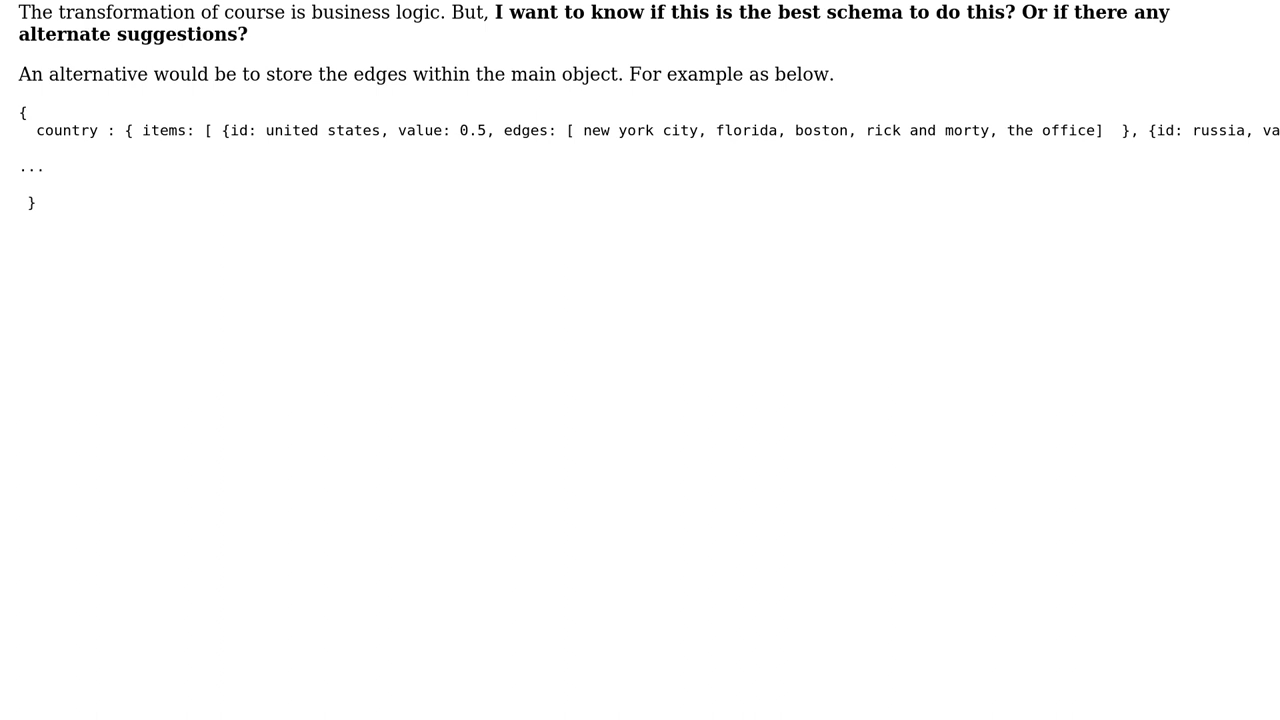 The transformation of course is business logic. But, I want to know if this is the best schema to do this? Or if there any
alternate suggestions?
An alternative would be to store the edges within the main object. For example as below.
{
  country : { items: [ {id: united states, value: 0.5, edges: [ new york city, florida, boston, rick and morty, the office]  }, {id: russia, va
...
 }